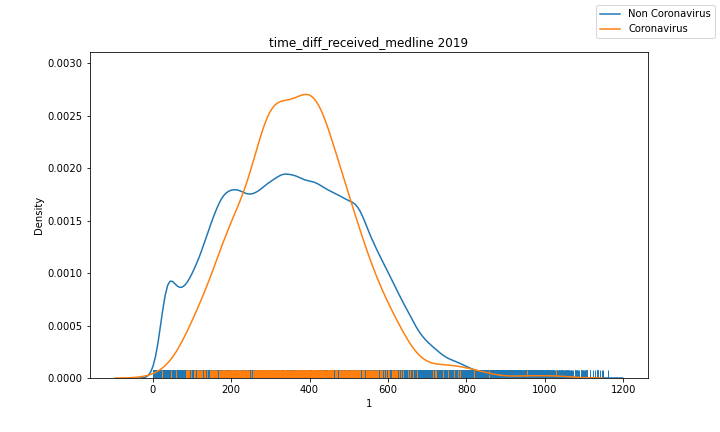 Non Coronavirus
Coronavirus
time_diff_received_medline 2019
0.0030
0.0025
0.0020
0.0015
0.0010
0.0005
0.0000
Density
0 200 400 600 800 1000 1200
1